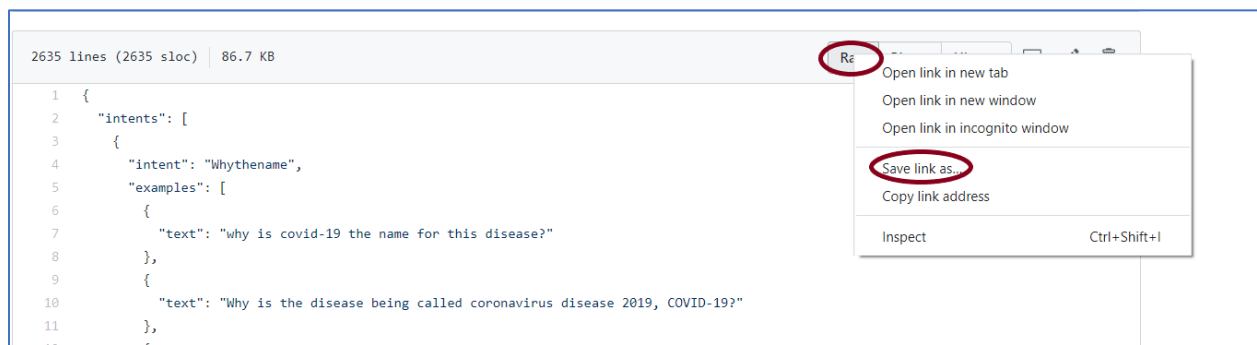 2635 lines (2635 sloc) 86.7 KB
Open link in new tab
Open link in new window
Open link in incognito window
Save link as...
Copy link address
Inspect Ctrl+Shift+I
1 {
2 "intents": [
3 {
4 "intent": "Whythename",
5 "examples": [
6 {
7 "text": "why is covid-19 the name for this disease?"
8 },
9 {
10 "text": "Why is the disease being called coronavirus disease 2019, COVID-19?"
11 },